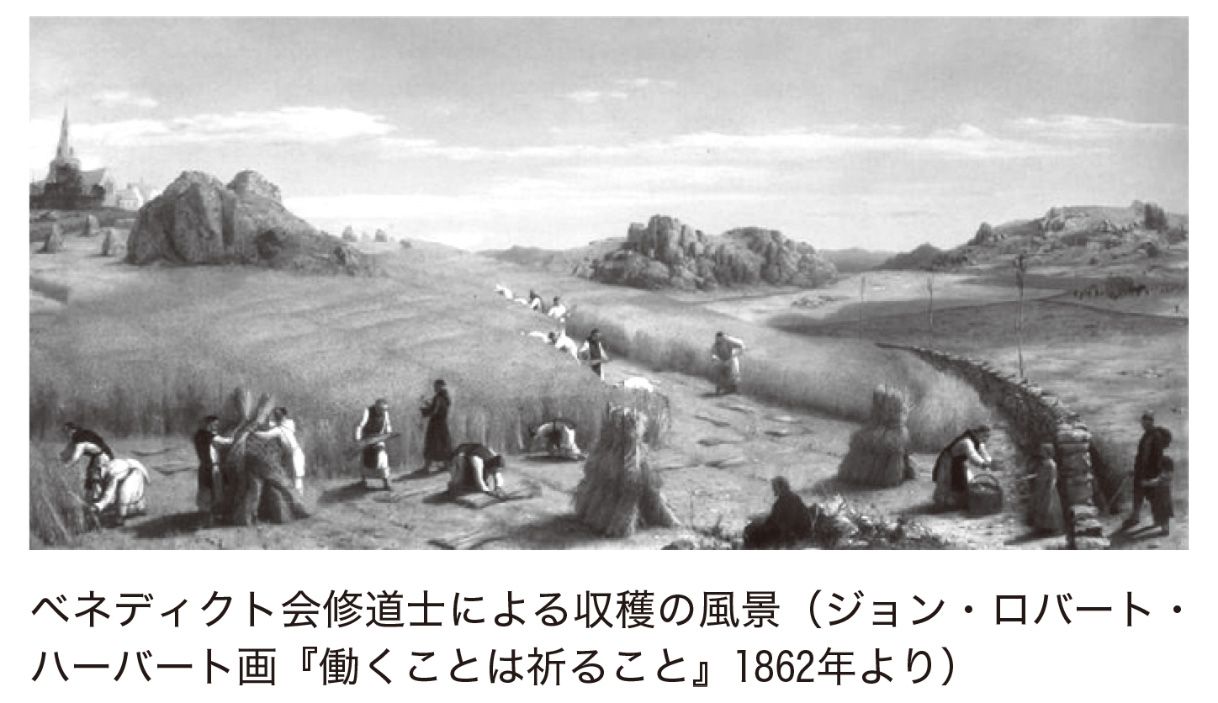 ベネディクト会修道士による収穫の風景（ジョン・ロバート・
ハーバート画『働くことは祈ること』1862年より）